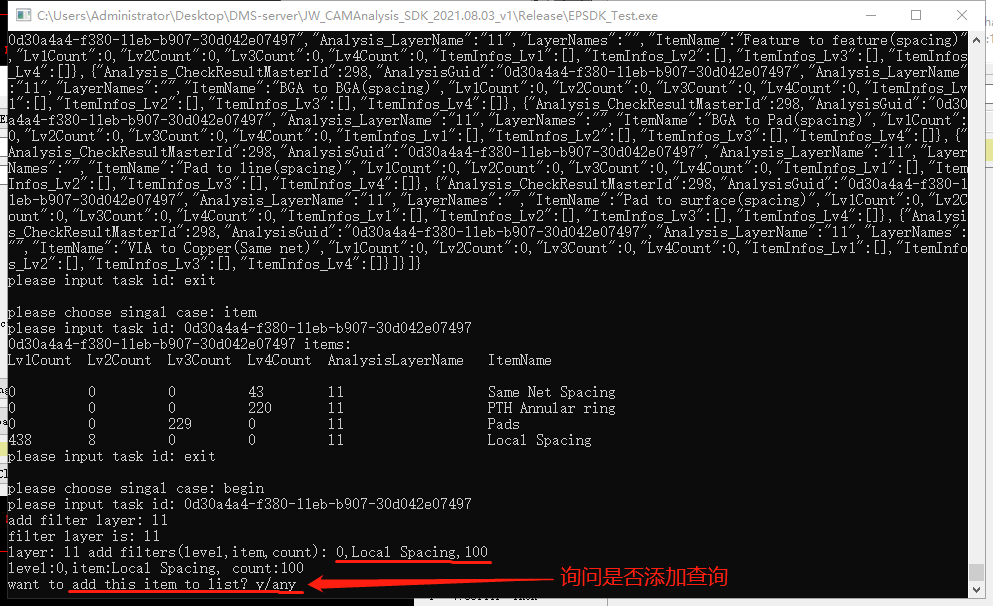 C:\Users\Administrator\Desktop\DMS-server\JW_CAMAnalysis_SDK_2021.08.03_v1\Release\EPSDK_Test.exe
0d30a4a4-f380-11eb-b907-30d042e07497","Analysis_LayerName":"11","LayerNames":"","ItemName":"Feature to feature(spacing)"
,"Lv1Count":0,"Lv2Count":0,"Lv3Count":0,"Lv4Count":0,"ItemInfos_Lv1":[],"ItemInfos_Lv2":[],"ItemInfos_Lv3":[],"ItemInfos
_Lv4":[]},{"Analysis_CheckResultMasterId":298,"AnalysisGuid":"0d30a4a4-f380-11eb-b907-30d042e07497","Analysis_LayerName"
:"11","LayerNames":"","ItemName":"BGA to BGA(spacing)","Lv1Count":0,"Lv2Count":0,"Lv3Count":0,"Lv4Count":0,"ItemInfos_Lv
1":[],"ItemInfos_Lv2":[],"ItemInfos_Lv3":[],"ItemInfos_Lv4":[]},{"Analysis_CheckResultMasterId":298,"AnalysisGuid":"0d30
a4a4-f380-11eb-b907-30d042e07497","Analysis_LayerName":"11","LayerNames":"","ItemName":"BGA to Pad(spacing)","Lv1Count":
0,"Lv2Count":0,"Lv3Count":0,"Lv4Count":0,"ItemInfos_Lv1":[],"ItemInfos_Lv2":[],"ItemInfos_Lv3":[],"ItemInfos_Lv4":[]},{"
Analysis_CheckResultMasterId":298,"AnalysisGuid":"0d30a4a4-f380-11eb-b907-30d042e07497","Analysis_LayerName":"11","Layer
Names":"","ItemName":"Pad to line(spacing)","Lv1Count":0,"Lv2Count":0,"Lv3Count":0,"Lv4Count":0,"ItemInfos_Lv1":[],"Item
Infos_Lv2":[],"ItemInfos_Lv3":[],"ItemInfos_Lv4":[]},{"Analysis_CheckResultMasterId":298,"AnalysisGuid":"0d30a4a4-f380-1
1eb-b907-30d042e07497","Analysis_LayerName":"11","LayerNames":"","ItemName":"Pad to surface(spacing)","Lv1Count":0,"Lv2C
ount":0,"Lv3Count":0,"Lv4Count":0,"ItemInfos_Lv1":[],"ItemInfos_Lv2":[],"ItemInfos_Lv3":[],"ItemInfos_Lv4":[]},{"Analysi
s_CheckResultMasterId":298,"AnalysisGuid":"0d30a4a4-f380-11eb-b907-30d042e07497","Analysis_LayerName":"11","LayerNames":
"","ItemName":"VIA to Copper(Same net)","Lv1Count":0,"Lv2Count":0,"Lv3Count":0,"Lv4Count":0,"ItemInfos_Lv1":[],"ItemInfo
s_Lv2":[],"ItemInfos_Lv3":[],"ItemInfos_Lv4":[]}]}]}
please input task id: exit
please choose singal case: item
please input task id: 0d30a4a4-f380-11eb-b907-30d042e07497
0d30a4a4-f380-11eb-b907-30d042e07497 items:
Lv1Count Lv2Count Lv3Count Lv4Count AnalysisLayerName ItemName
0 0 0 43 11 Same Net Spacing
0 0 0 220 11 PTH Annular ring
0 0 229 0 11 Pads
438 8 0 0 11 Local Spacing
please input task id: exit
please choose singal case: begin
please input task id: 0d30a4a4-f380-11eb-b907-30d042e07497
add filter layer: 11
filter layer is: 11
layer: 11 add filters(level,item,count): 0,Local Spacing,100
level:0,item:Local Spacing, count:100
want to add this item to list? y/any
询问是否添加查询